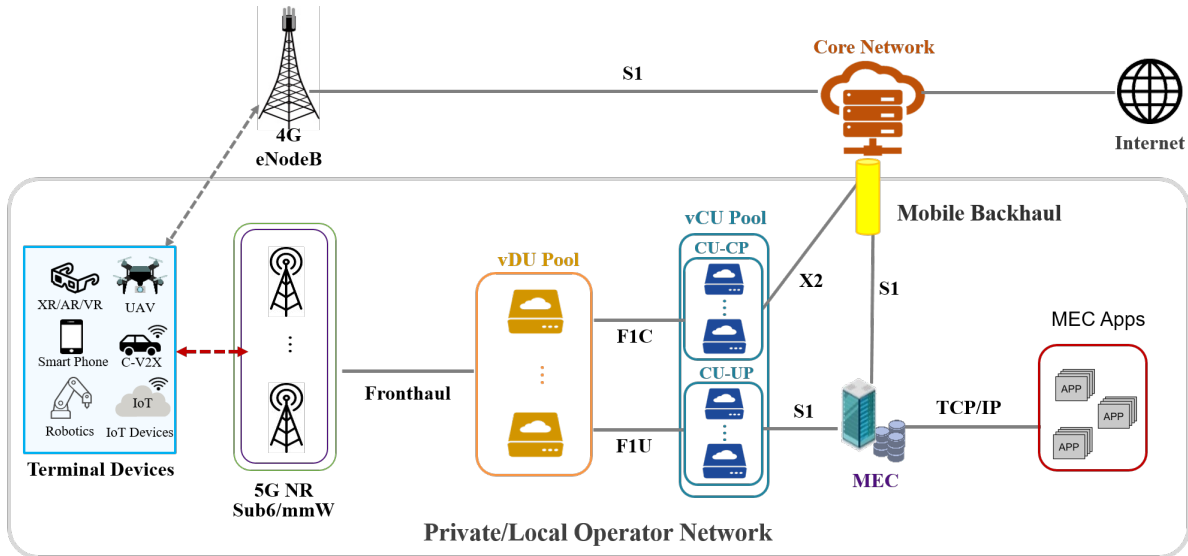 Core Network
S1
4G
eNodeB
Internet
Mobile Backhaul
vCU Pool
CU-CP
vDU Pool
X2
S1
XR/AR/VR
UAV
Smart Phone
C-V2X
IoT
Robotics
IoT Devices
Terminal Devices
5G NR
Sub6/mmW
Fronthaul
F1C
F1U
CU-UP
S1
MEC
TCP/IP
MEC Apps
APP
APP
APP
Private/Local Operator Network